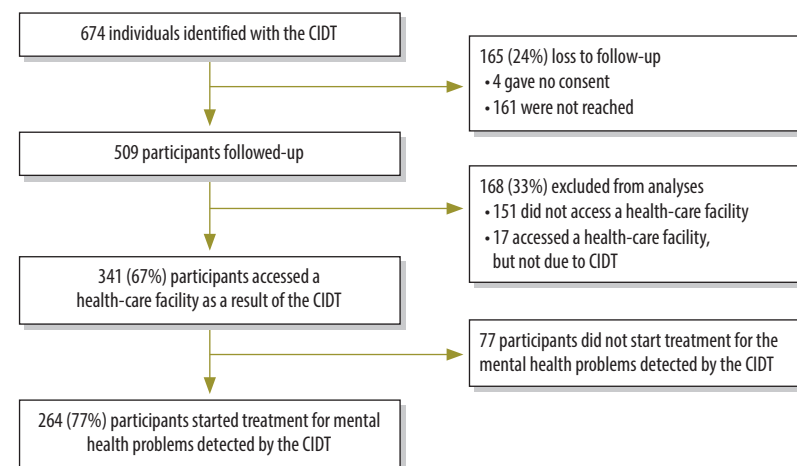 674 individuals identified with the CIDT
165 (24%) loss to follow-up
• 4 gave no consent
• 161 were not reached
509 participants followed-up
168 (33%) excluded from analyses
• 151 did not access a health-care facility
• 17 accessed a health-care facility,
but not due to CIDT
341 (67%) participants accessed a
health-care facility as a result of the CIDT
77 participants did not start treatment for the
mental health problems detected by the CIDT
264 (77%) participants started treatment for mental
health problems detected by the CIDT